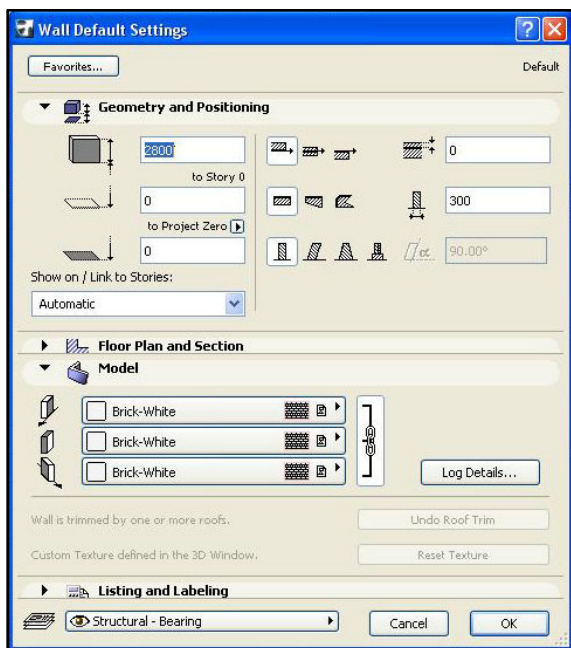 Wall Default Settings
Favorites...
Default
Geometry and Positioning
2800
to Story 0
0
to Project Zero
0
Show on / Link to Stories:
Automatic
0
300
α 90.00°
Floor Plan and Section
Model
Brick-White
Brick-White
Brick-White
Log Details...
Wall is trimmed by one or more roofs.
Undo Roof Trim
Custom Texture defined in the 3D Window.
Reset Texture
Listing and Labeling
Structural - Bearing
Cancel
OK